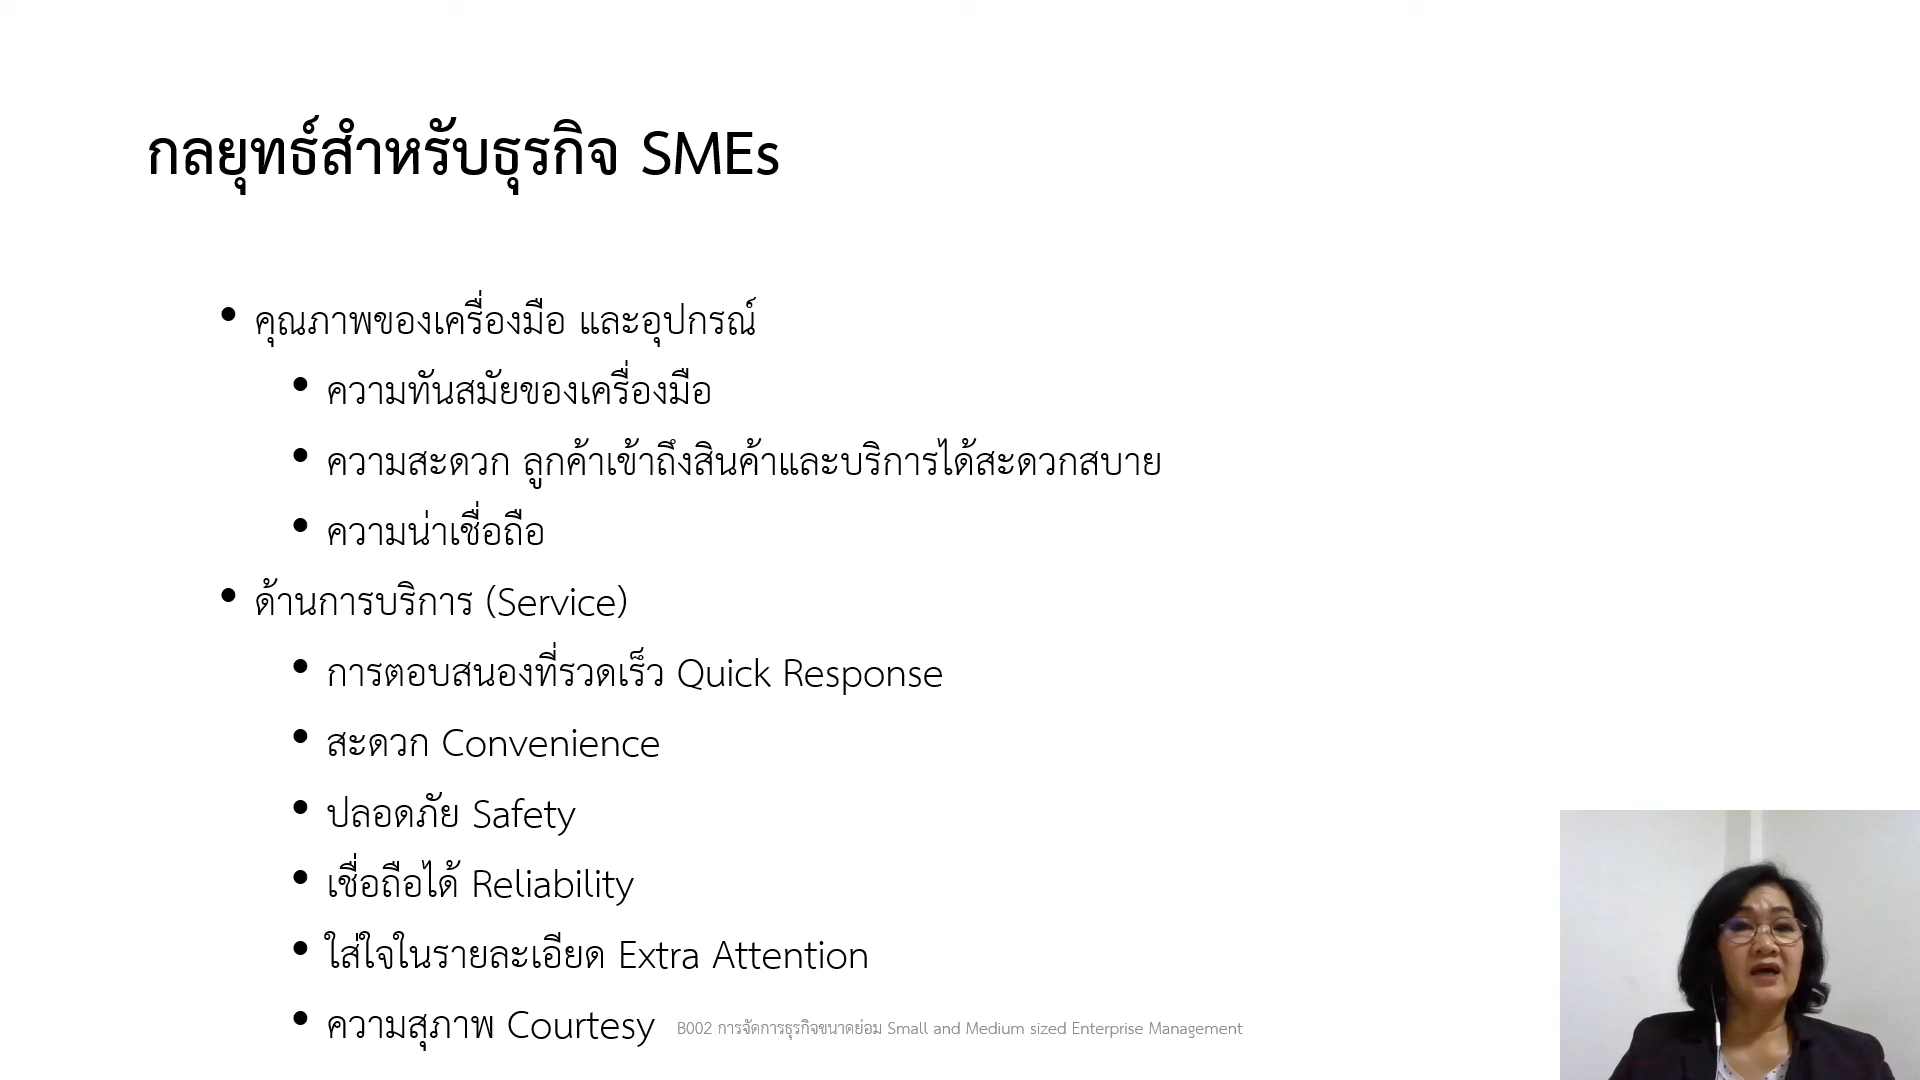 กลยุทธ์สำหรับธุรกิจ SMEs
• คุณภาพของเครื่องมือ และอุปกรณ์
• ความทันสมัยของเครื่องมือ
• ความสะดวก ลูกค้าเข้าถึงสินค้าและบริการได้สะดวกสบาย
• ความน่าเชื่อถือ
• ด้านการบริการ (Service)
• การตอบสนองที่รวดเร็ว Quick Response
• สะดวก Convenience
• ปลอดภัย Safety
• เชื่อถือได้ Reliability
• ใส่ใจในรายละเอียด Extra Attention
• ความสุภาพ Courtesy
B002 การจัดการธุรกิจขนาดย่อม Small and Medium sized Enterprise Management